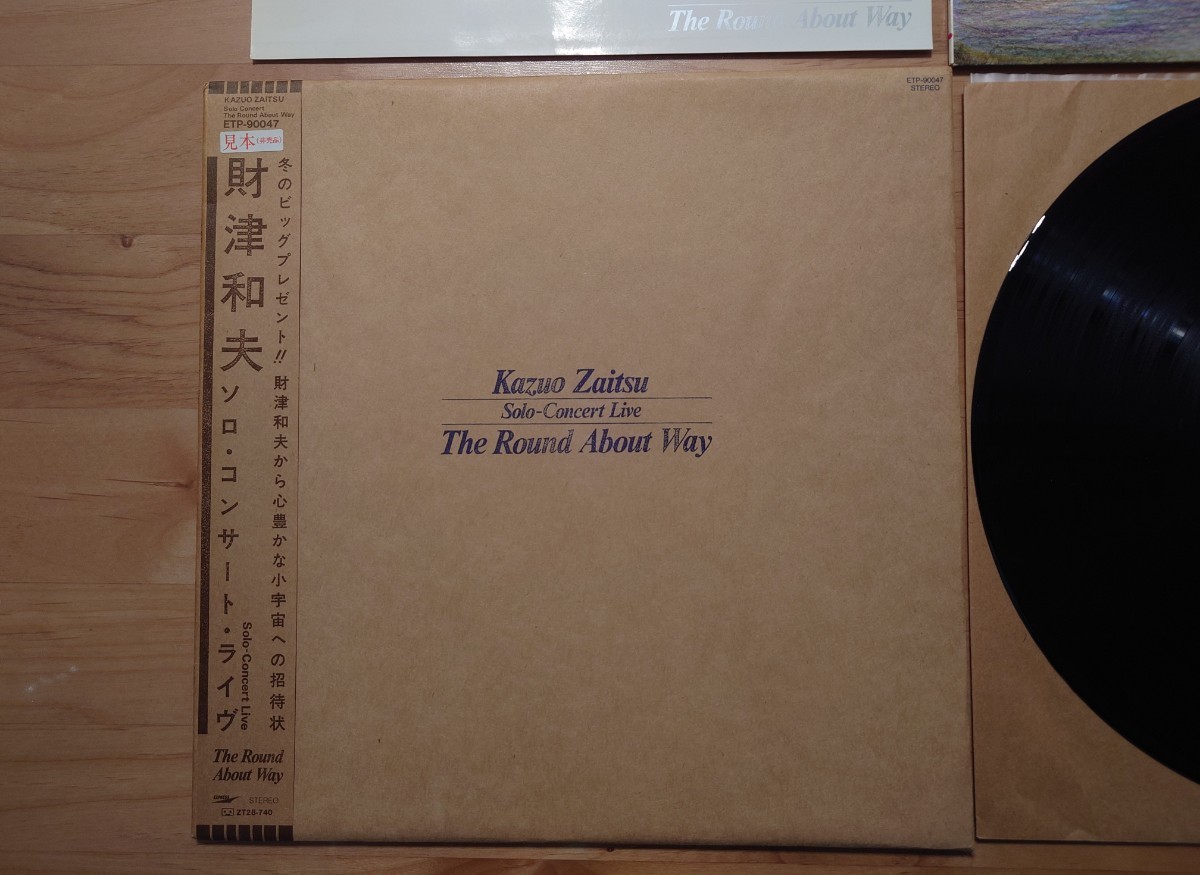 The Round About Way
ETP-90047
STEREO
KAZUO ZAITSU
Solo Concert
The Round About Way
ETP-90047
見本(非売品)
冬のビッグプレゼント!! 財津和夫から心豊かな小宇宙への招待状
財津和夫
ソロ・コンサート・ライヴ
Solo-Concert Live
The Round
About Way
STEREO
ZT28-740
Kazuo Zaitsu
Solo-Concert Live
The Round About Way